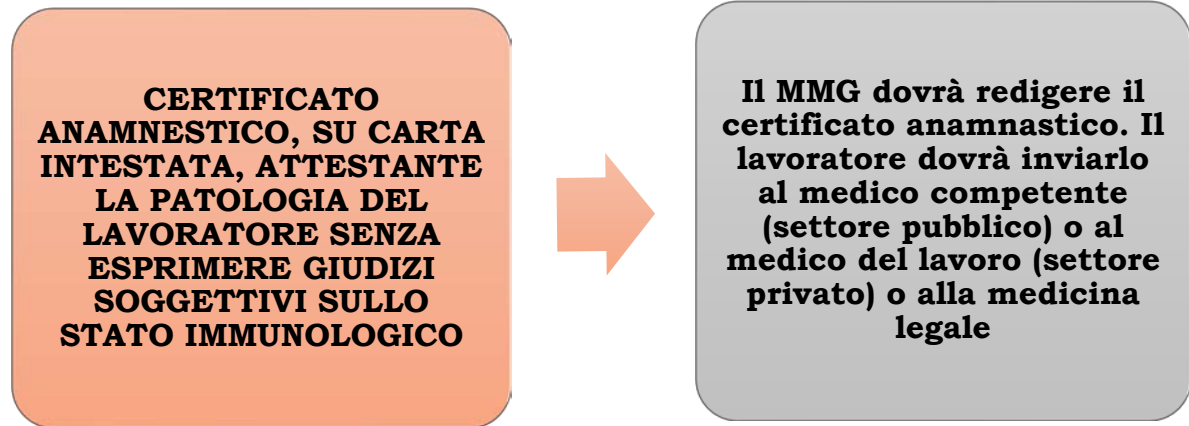 CERTIFICATO
ANAMNESTICO, SU CARTA
INTESTATA, ATTESTANTE
LA PATOLOGIA DEL
LAVORATORE SENZA
ESPRIMERE GIUDIZI
SOGGETTIVI SULLO
STATO IMMUNOLOGICO
Il MMG dovrà redigere il
certificato anamnastico. Il
lavoratore dovrà inviarlo
al medico competente
(settore pubblico) o al
medico del lavoro (settore
privato) o alla medicina
legale